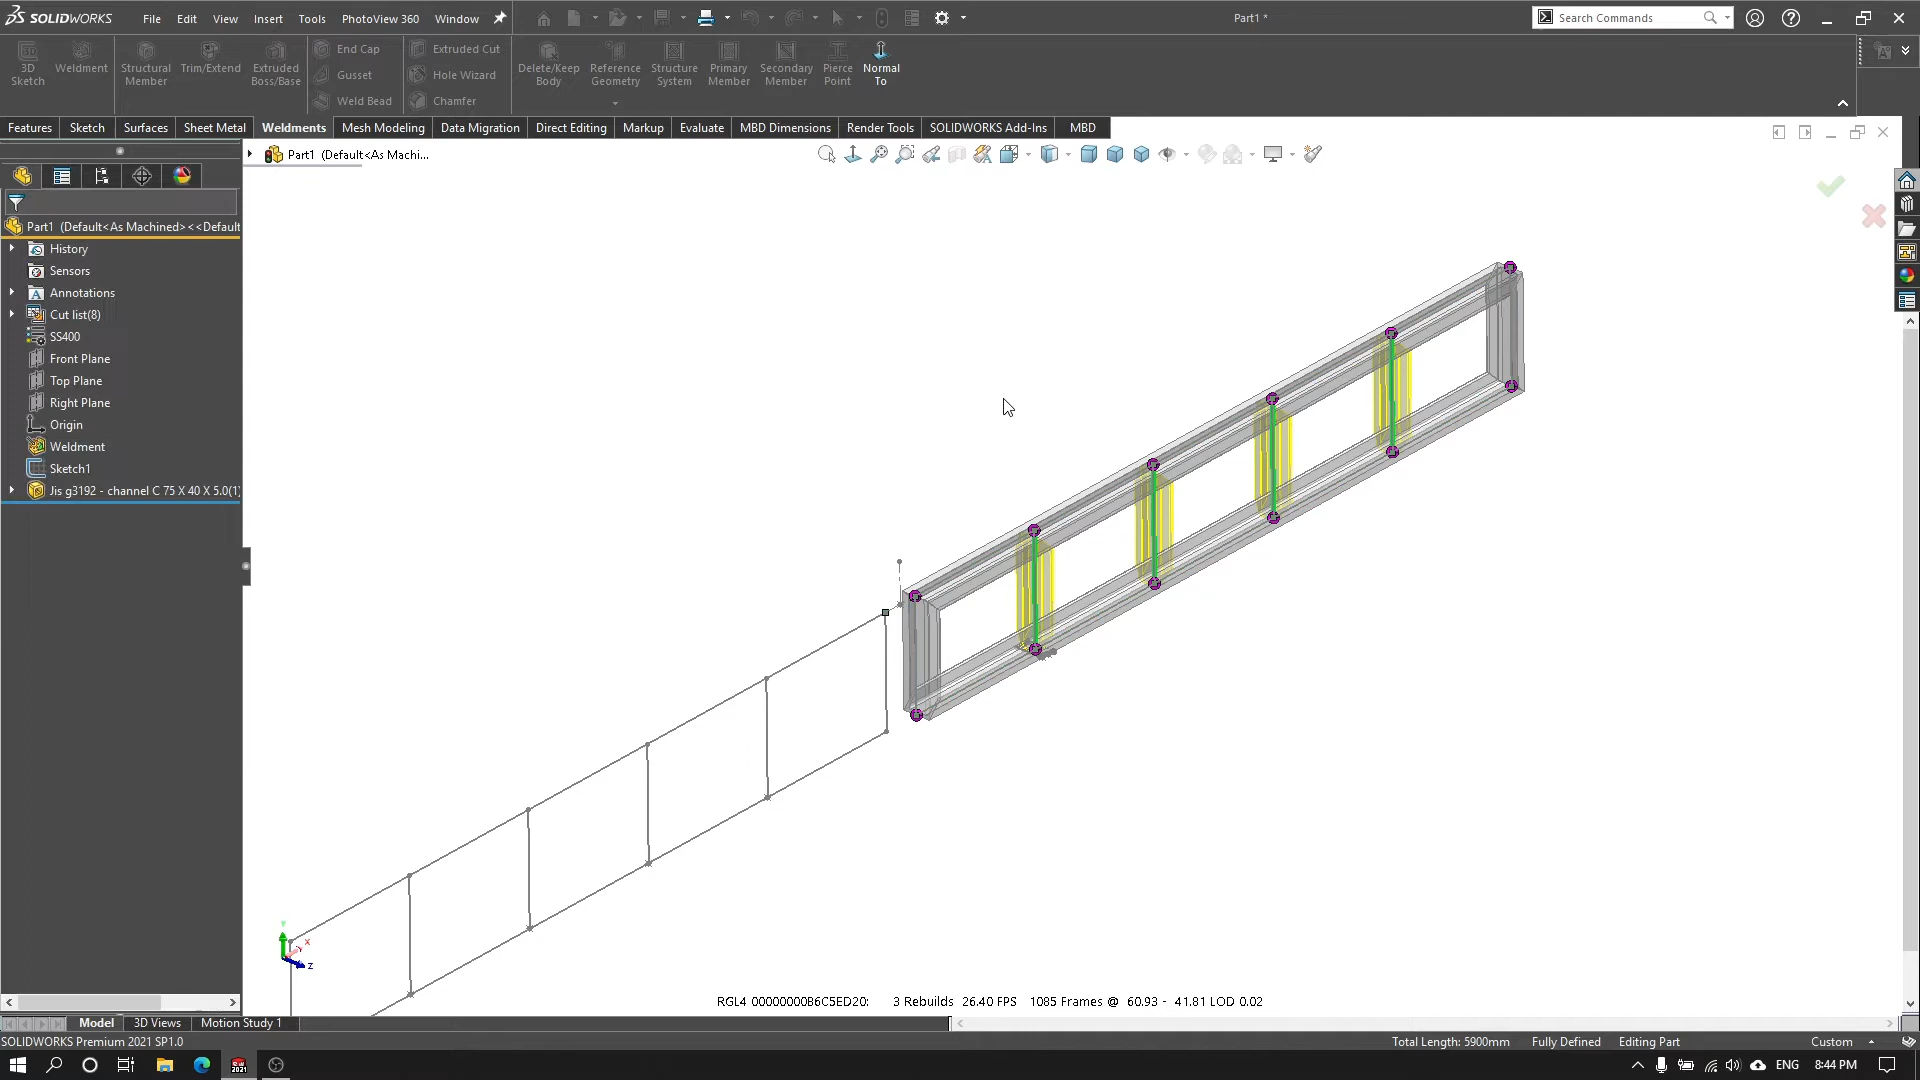 SOLIDWORKS File Edit View Insert Tools PhotoView 360 Window Part1 * Search Commands
3D Sketch
Weldment
Structural Member
Trim/Extend
Extruded Boss/Base
End Cap
Gusset
Weld Bead
Extruded Cut
Hole Wizard
Chamfer
Delete/Keep Body
Reference Geometry
Structure System
Primary Member
Secondary Member
Pierce Point
Normal To
Features Sketch Surfaces Sheet Metal Weldments Mesh Modeling Data Migration Direct Editing Markup Evaluate MBD Dimensions Render Tools SOLIDWORKS Add-Ins MBD
Part1 (Default<As Machi...
Part1 (Default<As Machined><<Default
History
Sensors
Annotations
Cut list(8)
SS400
Front Plane
Top Plane
Right Plane
Origin
Weldment
Sketch1
Jis g3192 - channel C 75 X 40 X 5.0(1)
Y
X
Z
RGL4 00000000B6C5ED20: 3 Rebuilds 26.40 FPS 1085 Frames @ 60.93 - 41.81 LOD 0.02
Model 3D Views Motion Study 1
SOLIDWORKS Premium 2021 SP1.0 Total Length: 5900mm Fully Defined Editing Part Custom
2021 ENG 8:44 PM